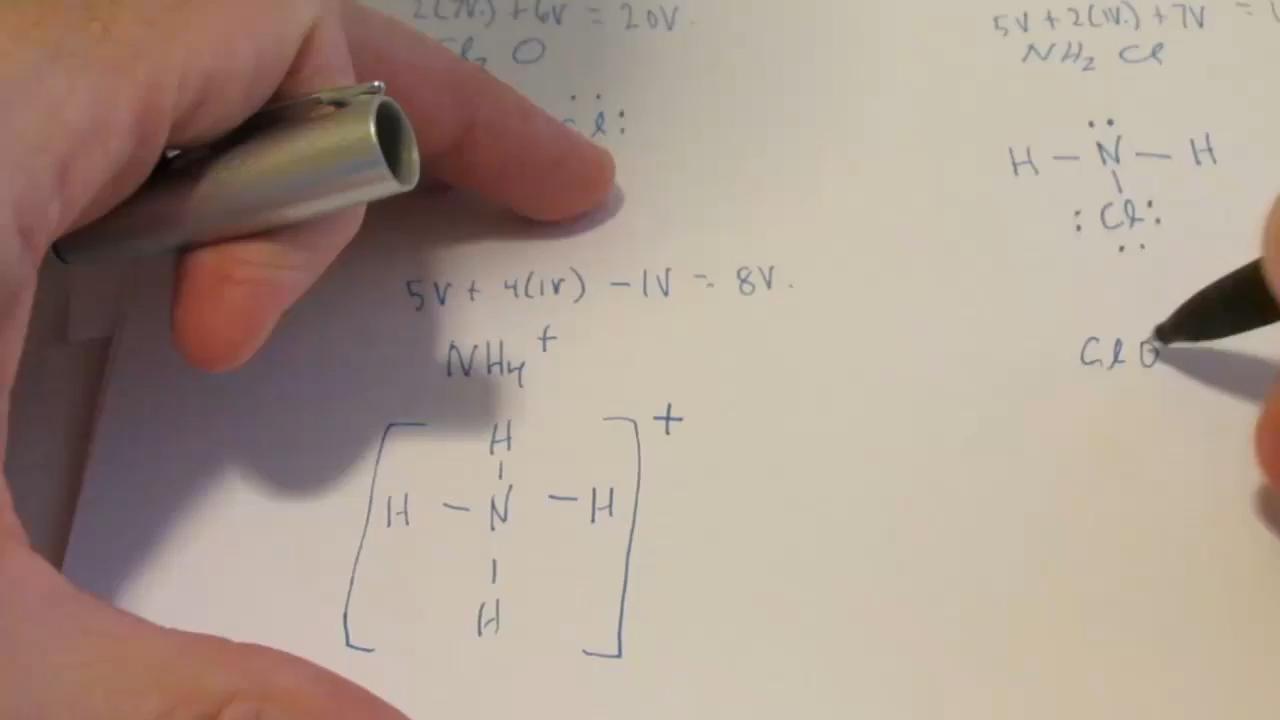 2(7V.) + 6V = 20V.
O
l:
5V + 4(1V) - 1V = 8V.
NH₄⁺
H
H - N - H
H
+
5V + 2(1V.) + 7V =
NH₂ Cl
H - N̈ - H
:Cl:
Cl O